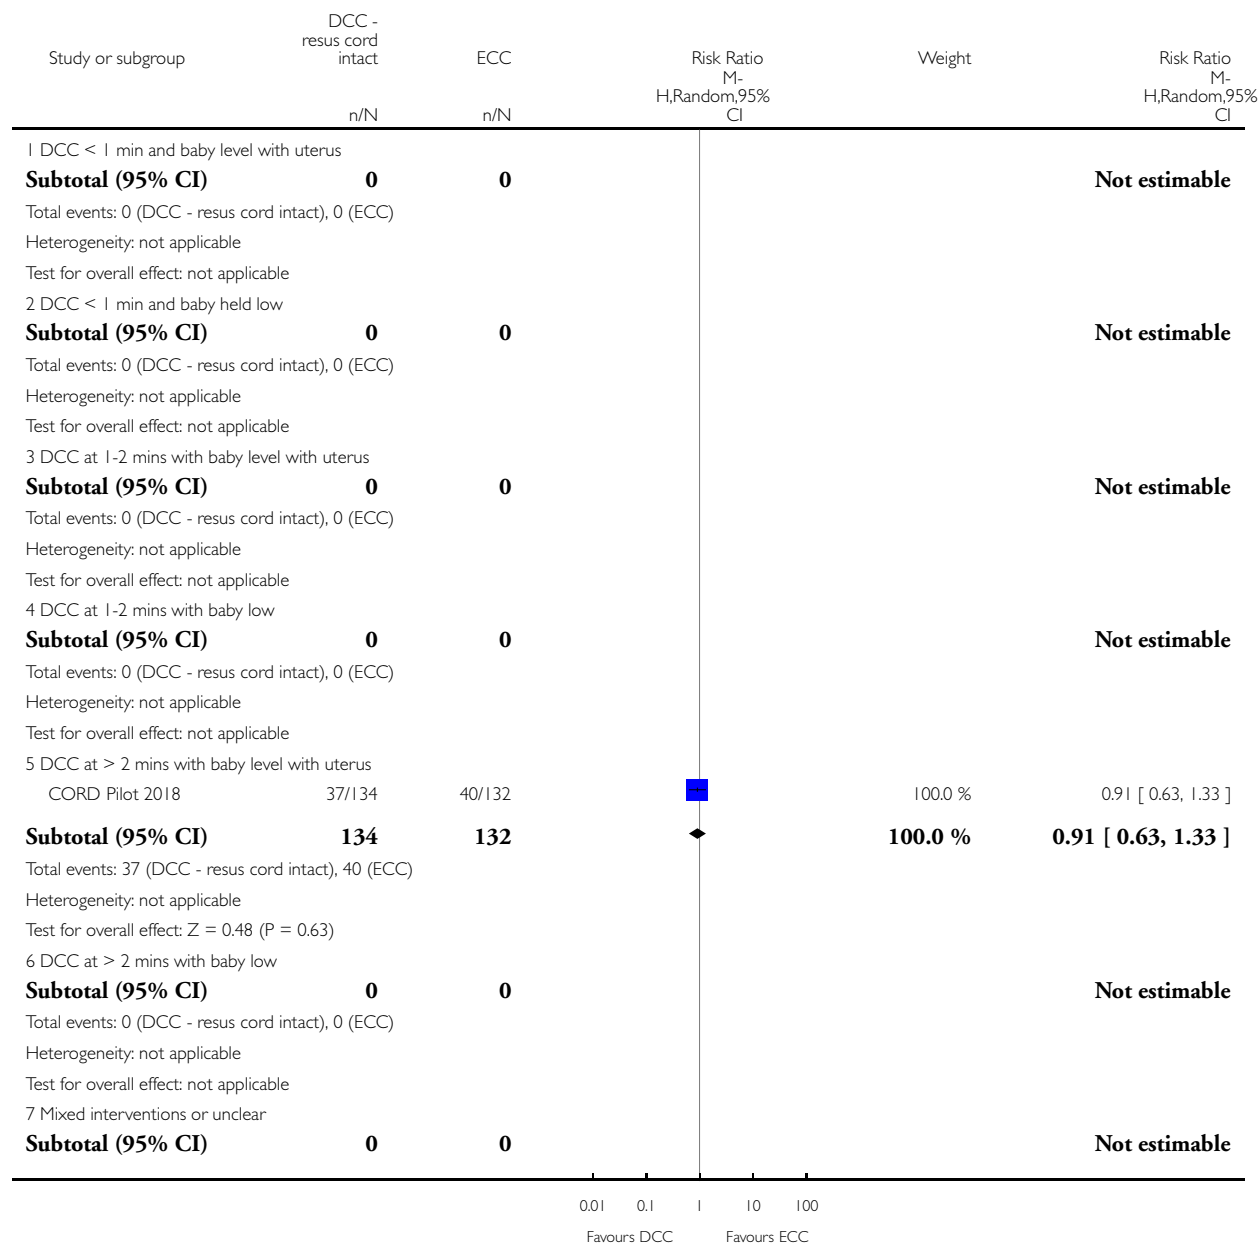 DCC -
resus cord
Study or subgroup intact ECC Risk Ratio Weight Risk Ratio
M- M-
H,Random,95% H,Random,95%
n/N n/N CI CI
1 DCC < 1 min and baby level with uterus
Subtotal (95% CI) 0 0 Not estimable
Total events: 0 (DCC - resus cord intact), 0 (ECC)
Heterogeneity: not applicable
Test for overall effect: not applicable
2 DCC < 1 min and baby held low
Subtotal (95% CI) 0 0 Not estimable
Total events: 0 (DCC - resus cord intact), 0 (ECC)
Heterogeneity: not applicable
Test for overall effect: not applicable
3 DCC at 1-2 mins with baby level with uterus
Subtotal (95% CI) 0 0 Not estimable
Total events: 0 (DCC - resus cord intact), 0 (ECC)
Heterogeneity: not applicable
Test for overall effect: not applicable
4 DCC at 1-2 mins with baby low
Subtotal (95% CI) 0 0 Not estimable
Total events: 0 (DCC - resus cord intact), 0 (ECC)
Heterogeneity: not applicable
Test for overall effect: not applicable
5 DCC at > 2 mins with baby level with uterus
CORD Pilot 2018 37/134 40/132 100.0 % 0.91 [ 0.63, 1.33 ]
Subtotal (95% CI) 134 132 100.0 % 0.91 [ 0.63, 1.33 ]
Total events: 37 (DCC - resus cord intact), 40 (ECC)
Heterogeneity: not applicable
Test for overall effect: Z = 0.48 (P = 0.63)
6 DCC at > 2 mins with baby low
Subtotal (95% CI) 0 0 Not estimable
Total events: 0 (DCC - resus cord intact), 0 (ECC)
Heterogeneity: not applicable
Test for overall effect: not applicable
7 Mixed interventions or unclear
Subtotal (95% CI) 0 0 Not estimable
0.01 0.1 1 10 100
Favours DCC Favours ECC